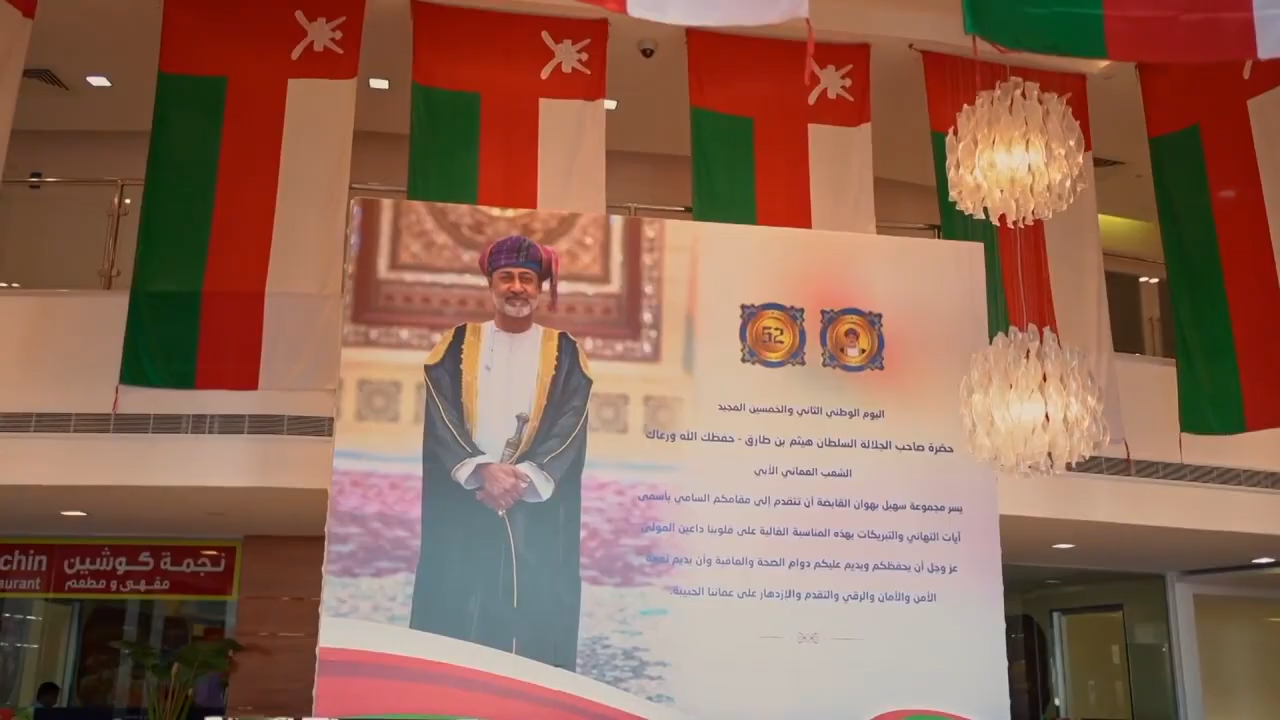 52
اليوم الوطني الثاني والخمسين المجيد
حضرة صاحب الجلالة السلطان هيثم بن طارق - حفظك الله ورعاك
الشعب العماني الأبي
يسر مجموعة سهيل بهوان القابضة أن تتقدم إلى مقامكم السامي بأسمى
آيات التهاني والتبريكات بهذه المناسبة الغالية على قلوبنا داعين المولى
عز وجل أن يحفظكم ويديم عليكم دوام الصحة والعافية وأن يديم نعمة
الأمن والأمان والرقي والتقدم والإزدهار على عماننا الحبيبة.
chin نجمة كوشين
aurant مقهى و مطعم